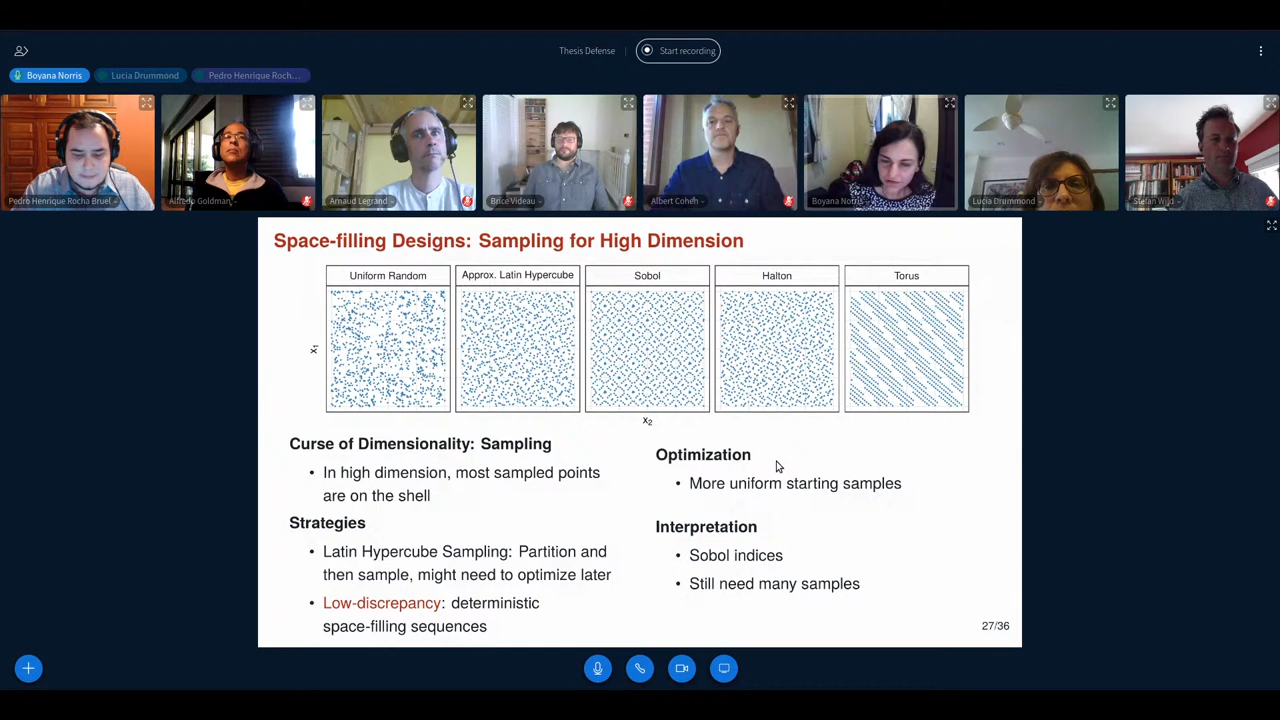 Thesis Defense
Start recording
Boyana Norris
Lucia Drummond
Pedro Henrique Roch...
Pedro Henrique Rocha Bruel
Alfredo Goldman
Arnaud Legrand
Brice Videau
Albert Cohen
Boyana Norris
Lucia Drummond
Stefan Wild
Space-filling Designs: Sampling for High Dimension
Uniform Random
Approx. Latin Hypercube
Sobol
Halton
Torus
x1
x2
Curse of Dimensionality: Sampling
• In high dimension, most sampled points
are on the shell
Strategies
• Latin Hypercube Sampling: Partition and
then sample, might need to optimize later
• Low-discrepancy: deterministic
space-filling sequences
Optimization
• More uniform starting samples
Interpretation
• Sobol indices
• Still need many samples
27/36